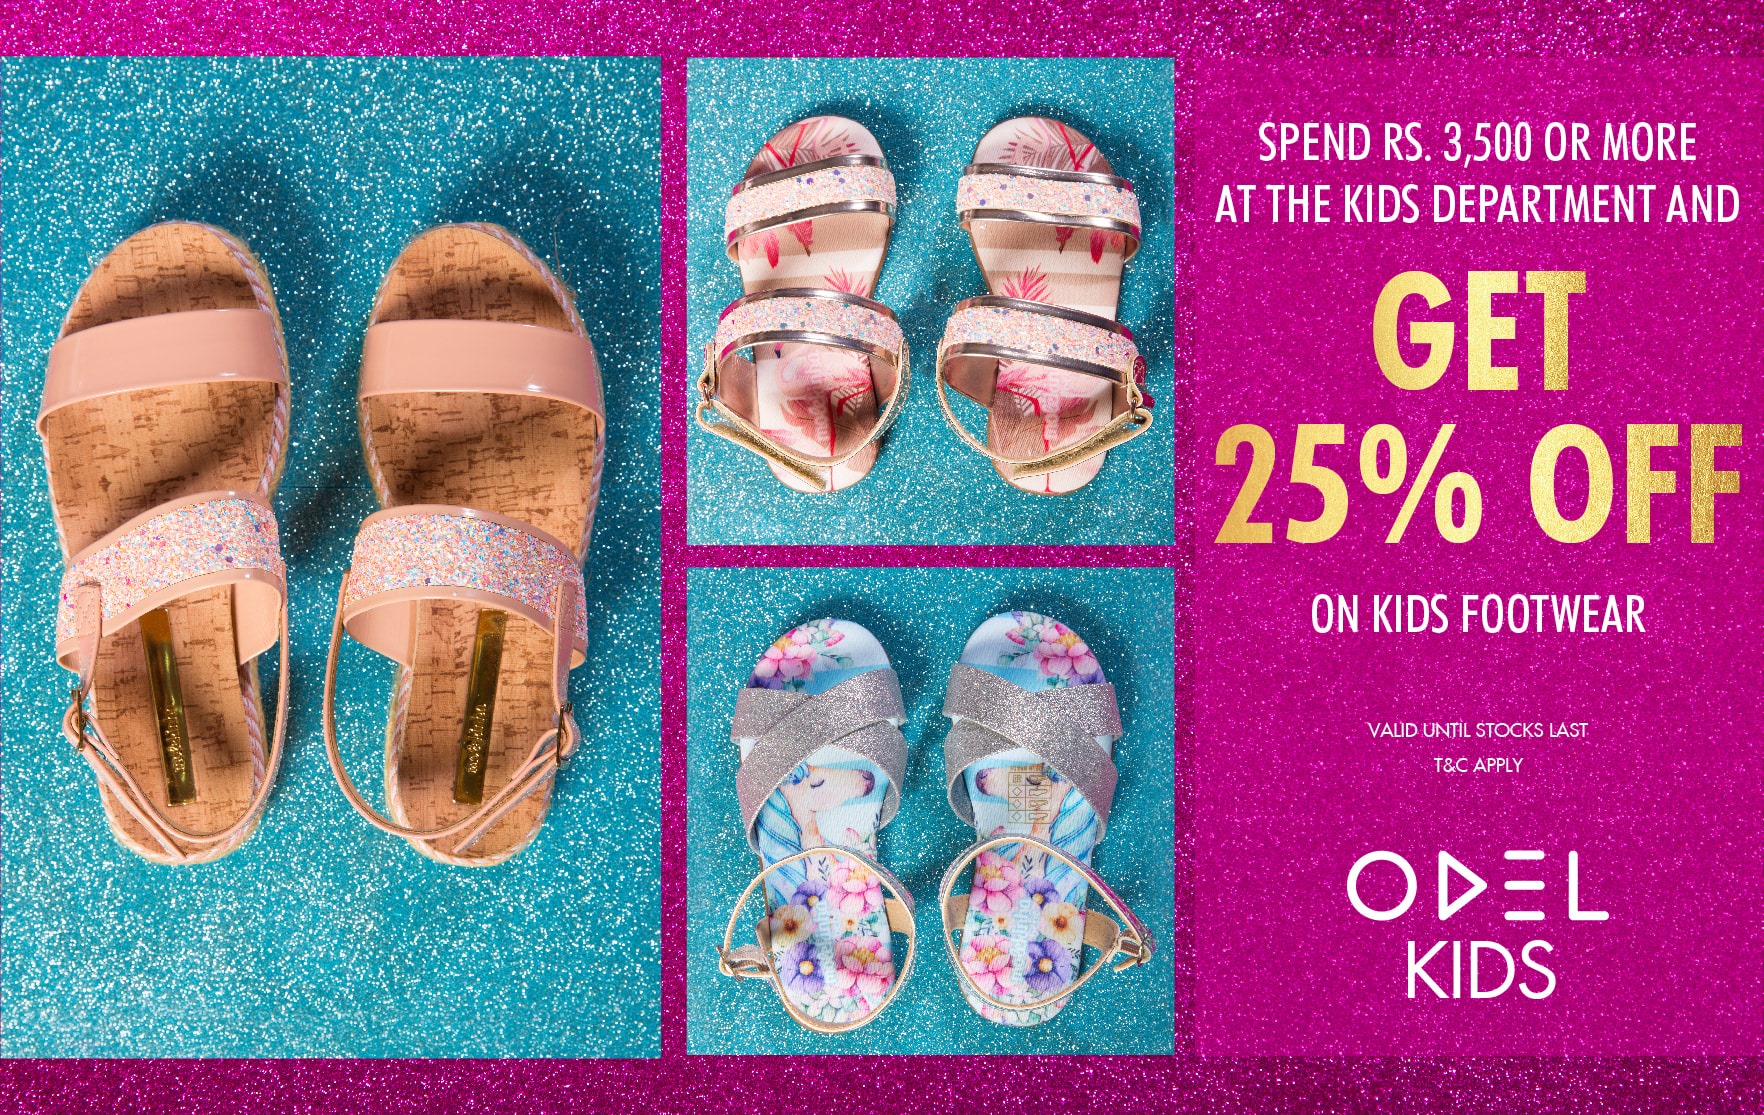 SPEND RS. 3,500 OR MORE
AT THE KIDS DEPARTMENT AND
GET
25% OFF
ON KIDS FOOTWEAR
VALID UNTIL STOCKS LAST
T&C APPLY
ODEL
KIDS